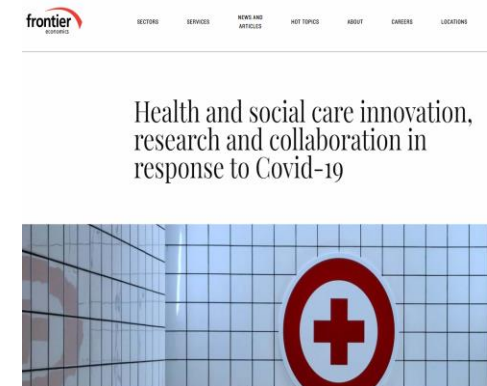 frontier
economics
SECTORS SERVICES NEWS AND ARTICLES HOT TOPICS ABOUT CAREERS LOCATIONS
Health and social care innovation,
research and collaboration in
response to Covid-19